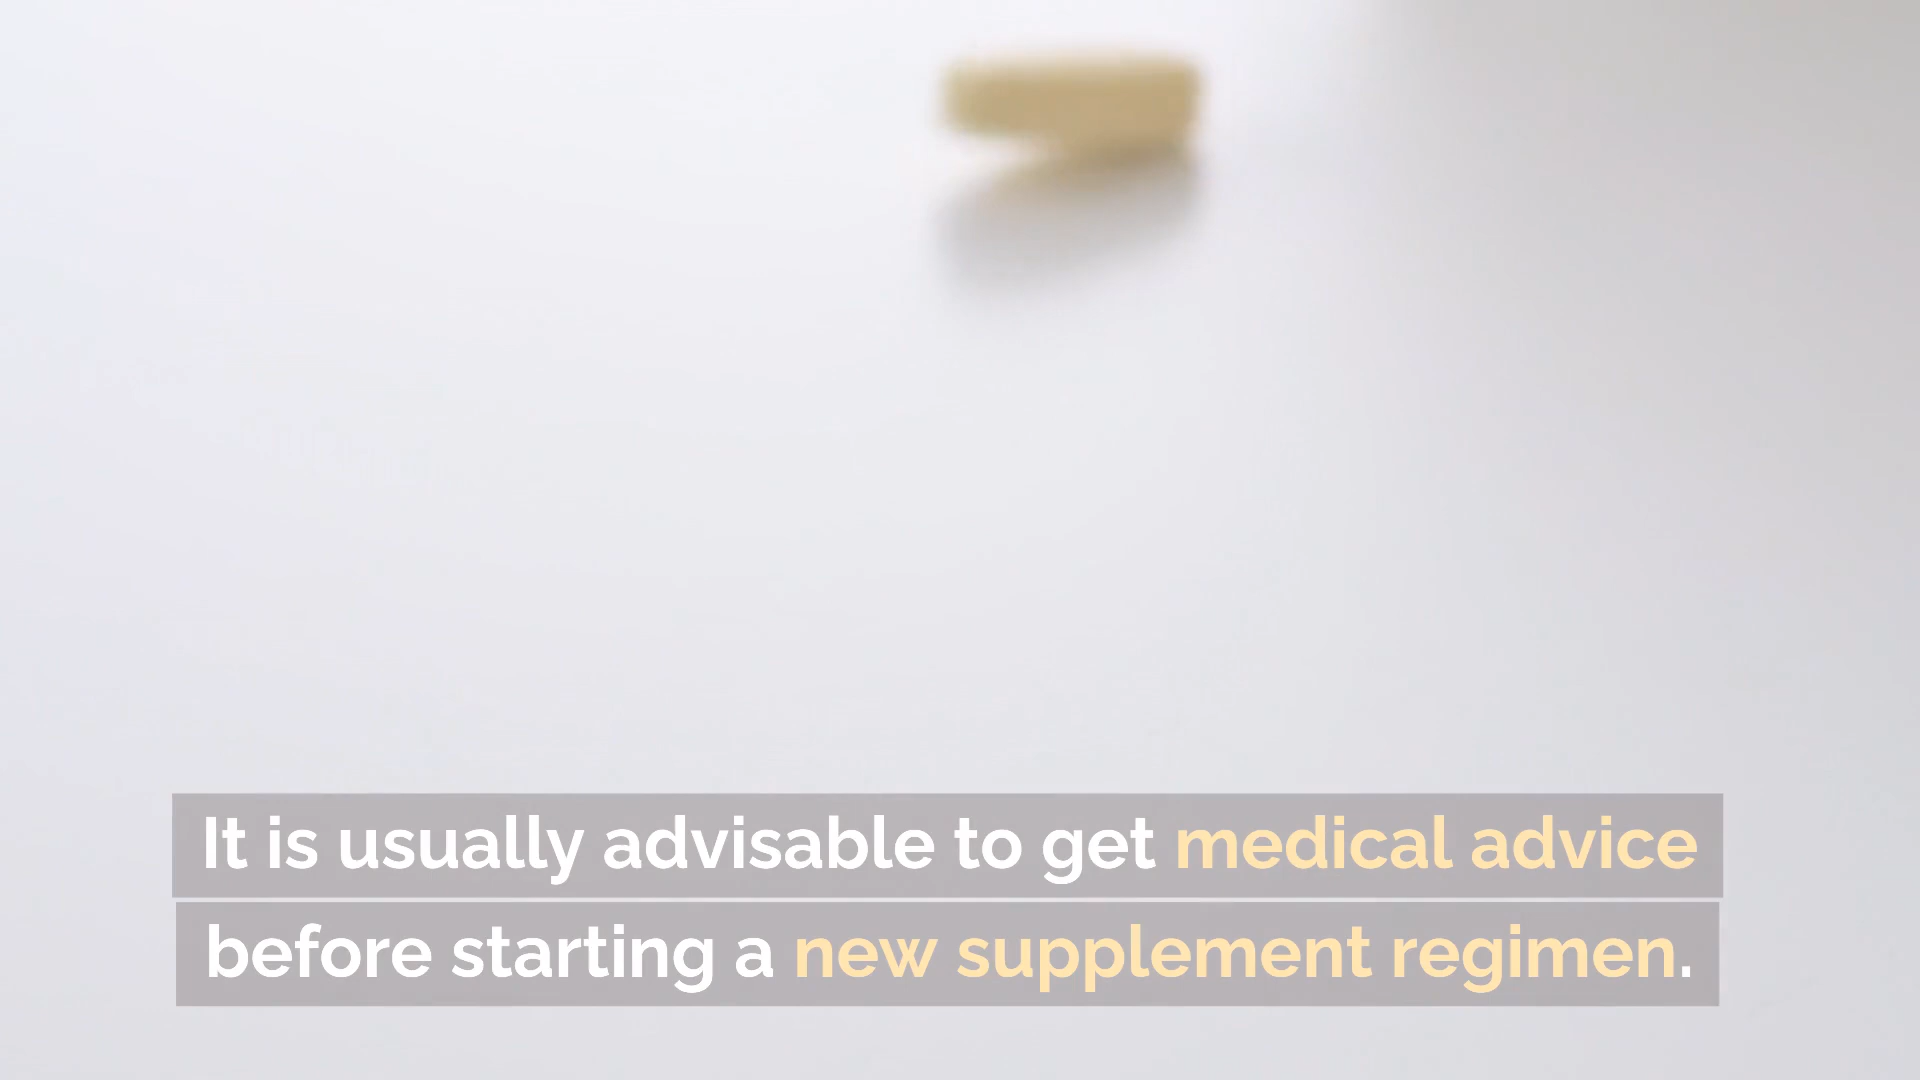 It is usually advisable to get medical advice
before starting a new supplement regimen.